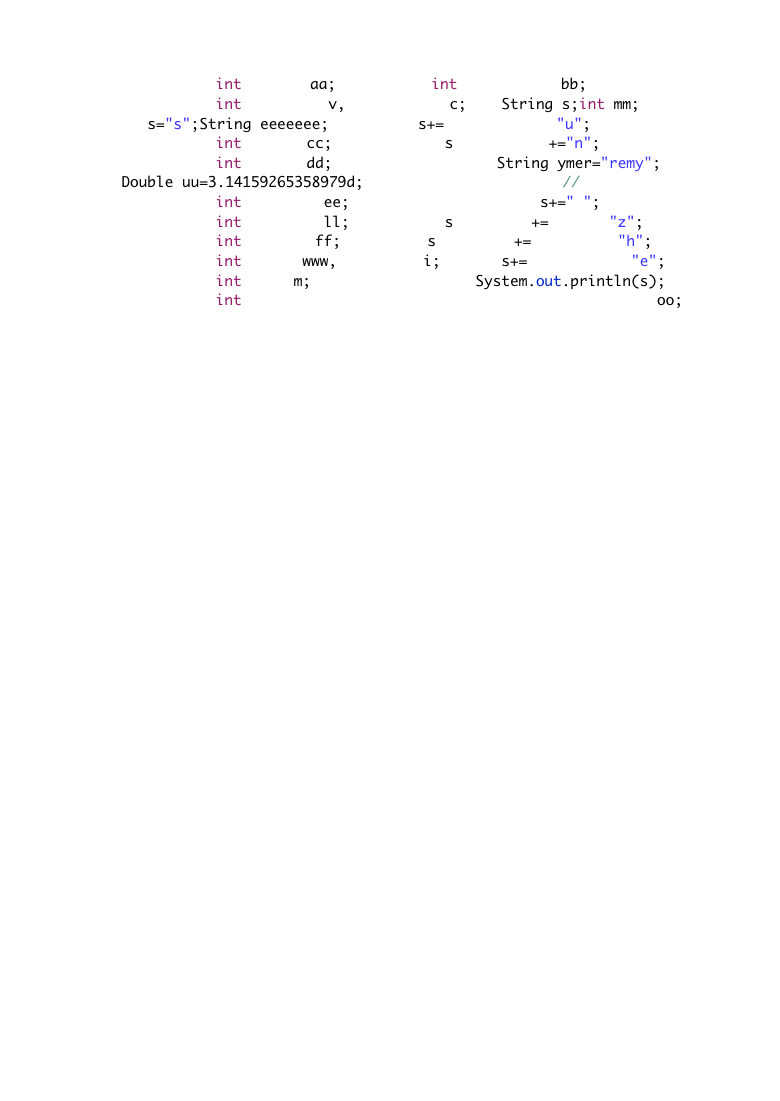 int aa; int bb;
int v, c; String s;int mm;
s="s";String eeeeeee; s+= "u";
int cc; s +="n";
int dd; String ymer="remy";
Double uu=3.14159265358979d; //
int ee; s+=" ";
int ll; s += "z";
int ff; s += "h";
int www, i; s+= "e";
int m; System.out.println(s);
int oo;